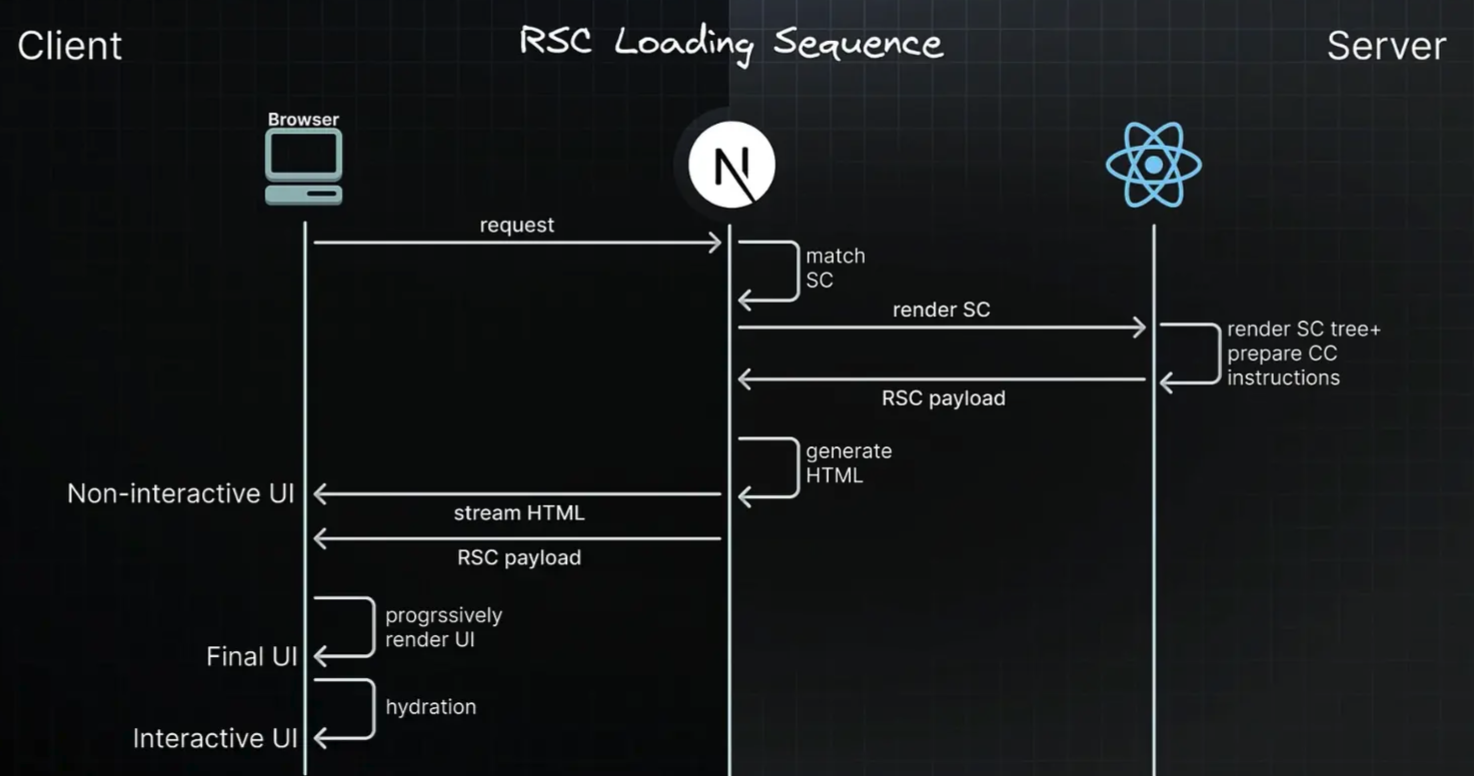 Client
RSC Loading Sequence
Server
Browser
N
request
match
SC
render SC
render SC tree+
prepare CC
instructions
RSC payload
generate
HTML
Non-interactive UI
stream HTML
RSC payload
progrssively
render UI
Final UI
hydration
Interactive UI